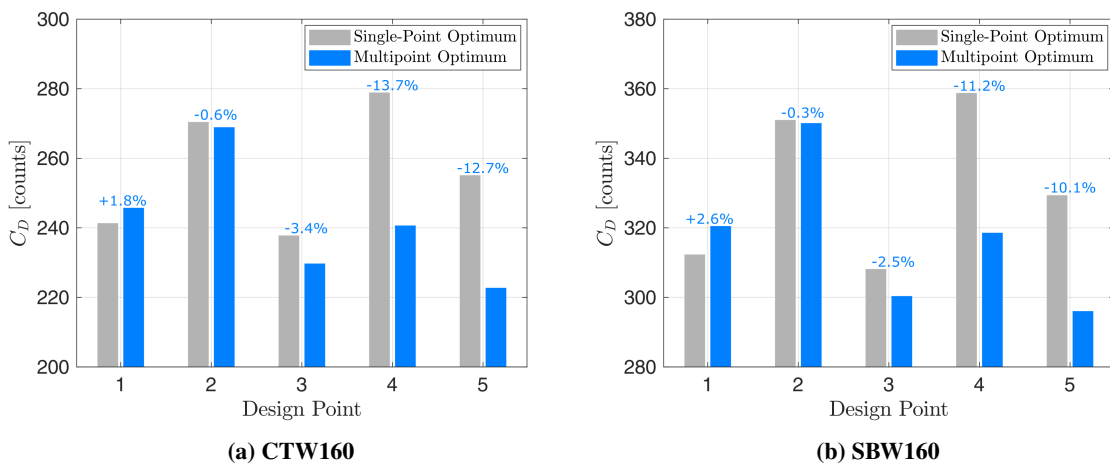 300
280
260
240
220
200
C_D [counts]
Single-Point Optimum
Multipoint Optimum
+1.8%
-0.6%
-3.4%
-13.7%
-12.7%
1 2 3 4 5
Design Point
(a) CTW160
380
360
340
320
300
280
C_D [counts]
Single-Point Optimum
Multipoint Optimum
+2.6%
-0.3%
-2.5%
-11.2%
-10.1%
1 2 3 4 5
Design Point
(b) SBW160